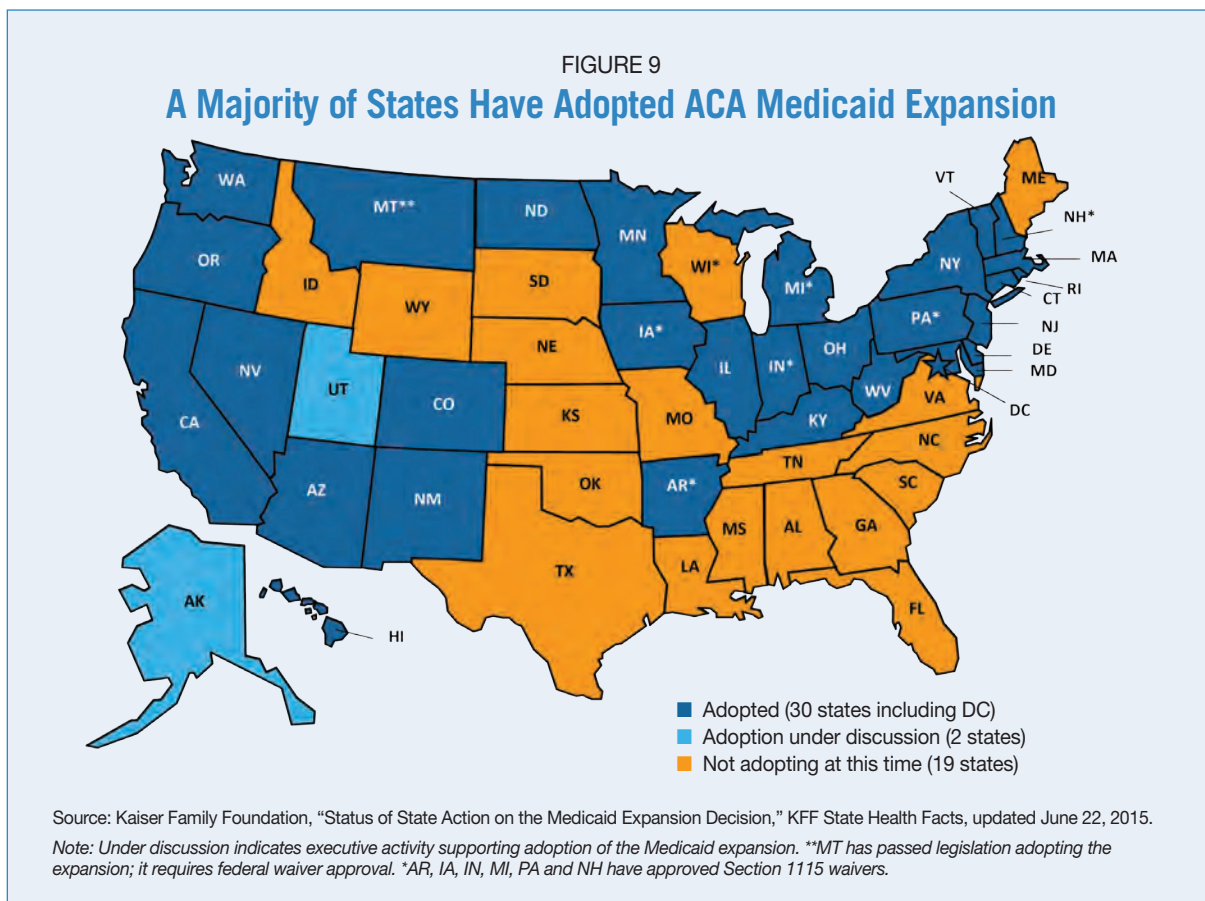 FIGURE 9
A Majority of States Have Adopted ACA Medicaid Expansion
WA
MT**
ND
MN
VT
ME
NH*
OR
ID
WY
SD
WI*
MI*
NY
MA
RI
CT
NV
UT
CO
NE
IA*
IL
IN*
OH
PA*
NJ
DE
MD
DC
CA
AZ
NM
KS
MO
KY
WV
VA
OK
AR*
TN
NC
SC
TX
LA
MS
AL
GA
FL
AK
HI
Adopted (30 states including DC)
Adoption under discussion (2 states)
Not adopting at this time (19 states)
Source: Kaiser Family Foundation, “Status of State Action on the Medicaid Expansion Decision,” KFF State Health Facts, updated June 22, 2015.
Note: Under discussion indicates executive activity supporting adoption of the Medicaid expansion. **MT has passed legislation adopting the
expansion; it requires federal waiver approval. *AR, IA, IN, MI, PA and NH have approved Section 1115 waivers.